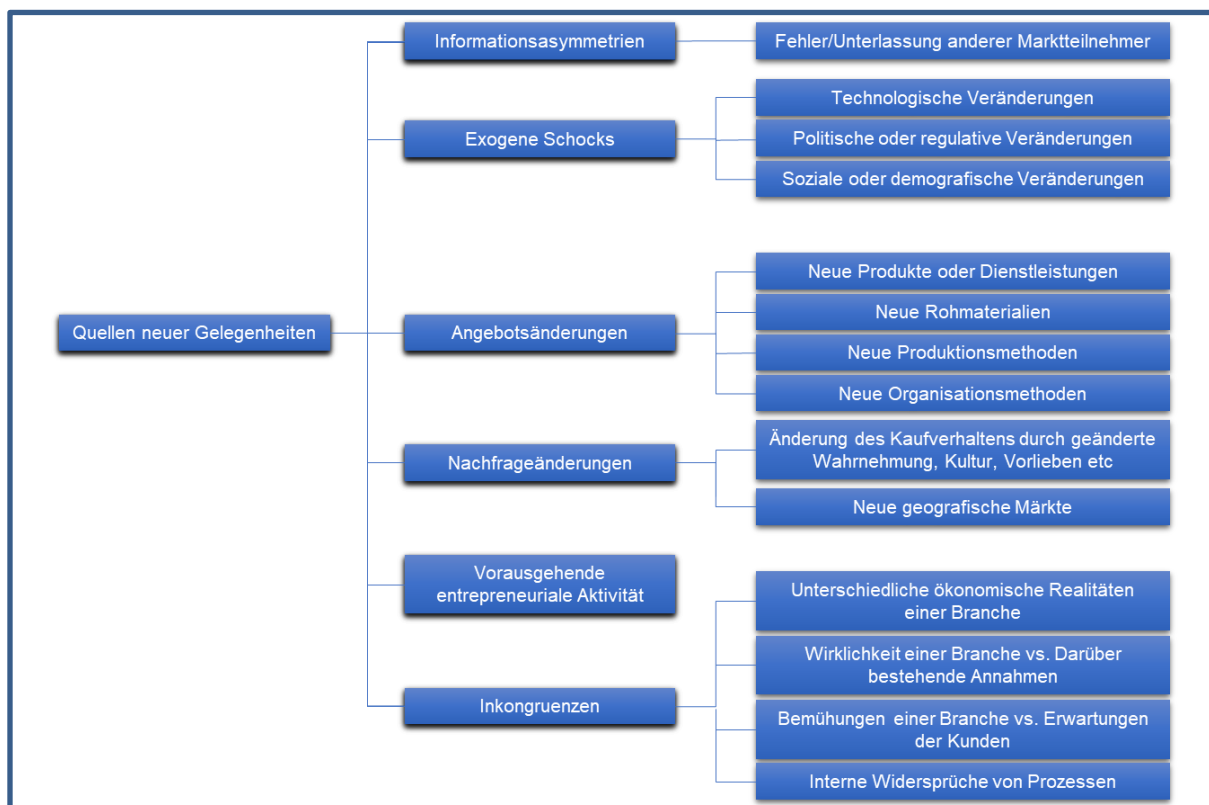 Quellen neuer Gelegenheiten
Informationsasymmetrien
Fehler/Unterlassung anderer Marktteilnehmer
Exogene Schocks
Technologische Veränderungen
Politische oder regulative Veränderungen
Soziale oder demografische Veränderungen
Angebotsänderungen
Neue Produkte oder Dienstleistungen
Neue Rohmaterialien
Neue Produktionsmethoden
Neue Organisationsmethoden
Nachfrageänderungen
Änderung des Kaufverhaltens durch geänderte
Wahrnehmung, Kultur, Vorlieben etc
Neue geografische Märkte
Vorausgehende
entrepreneuriale Aktivität
Inkongruenzen
Unterschiedliche ökonomische Realitäten
einer Branche
Wirklichkeit einer Branche vs. Darüber
bestehende Annahmen
Bemühungen einer Branche vs. Erwartungen
der Kunden
Interne Widersprüche von Prozessen